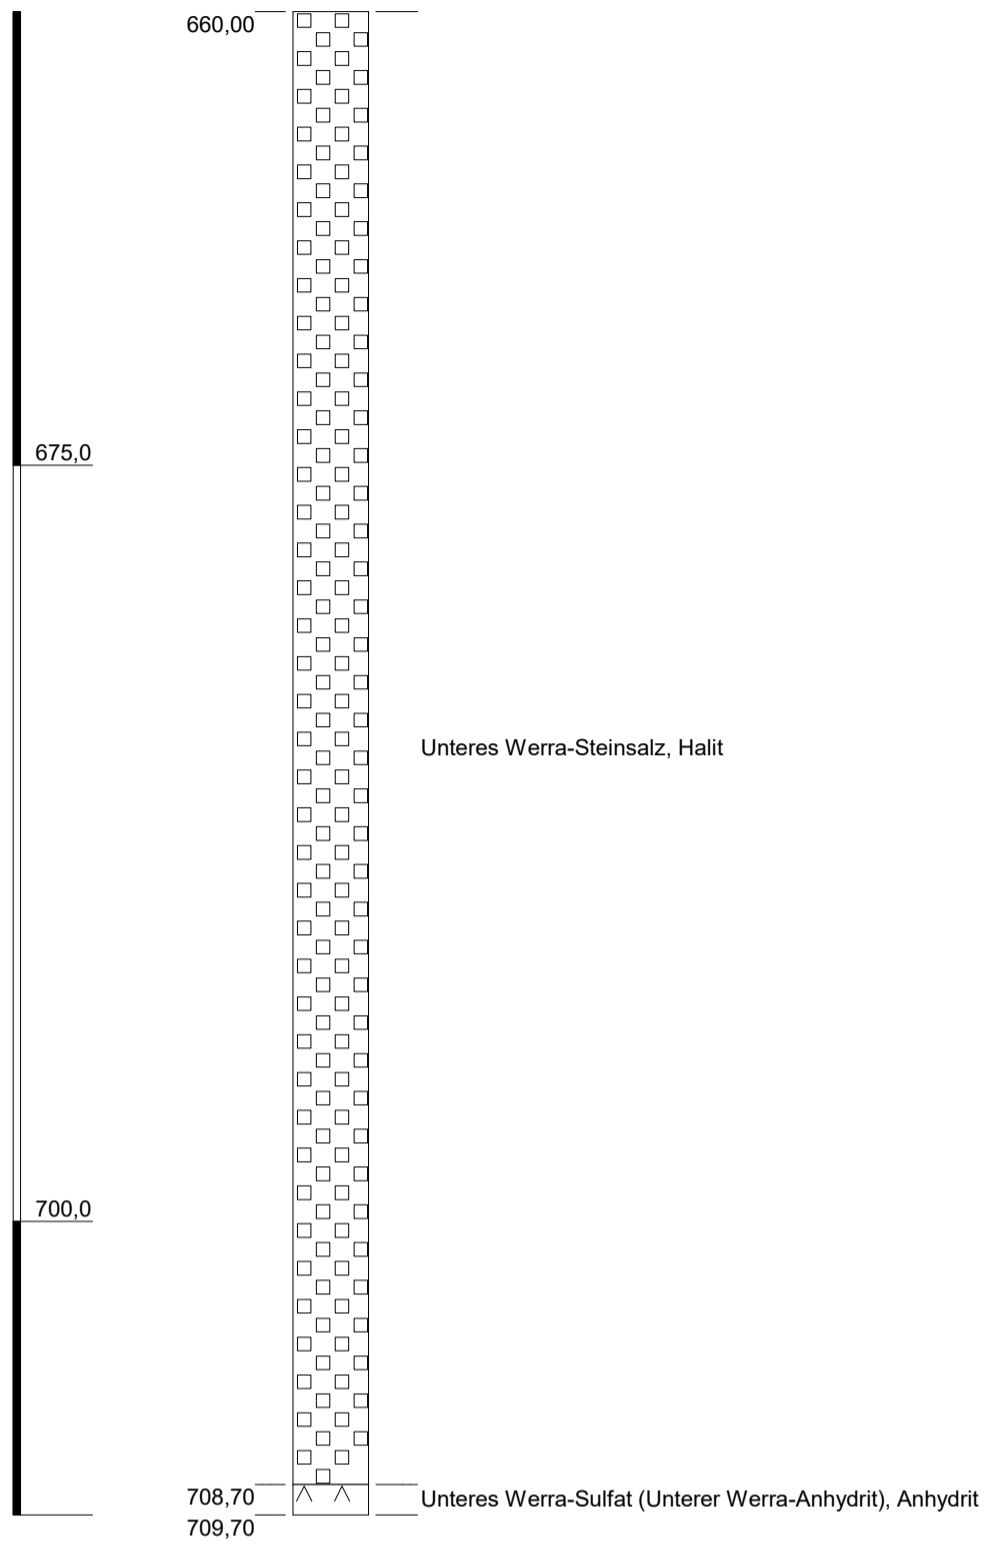 660,00
675,0
Unteres Werra-Steinsalz, Halit
700,0
708,70
Unteres Werra-Sulfat (Unterer Werra-Anhydrit), Anhydrit
709,70